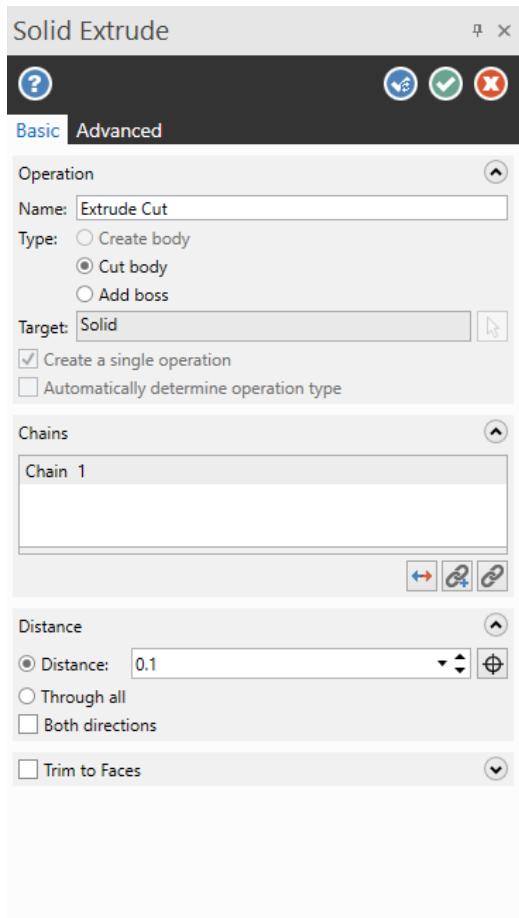 Solid Extrude
Basic Advanced
Operation
Name: Extrude Cut
Type: Create body
Cut body
Add boss
Target: Solid
Create a single operation
Automatically determine operation type
Chains
Chain 1
Distance
Distance: 0.1
Through all
Both directions
Trim to Faces